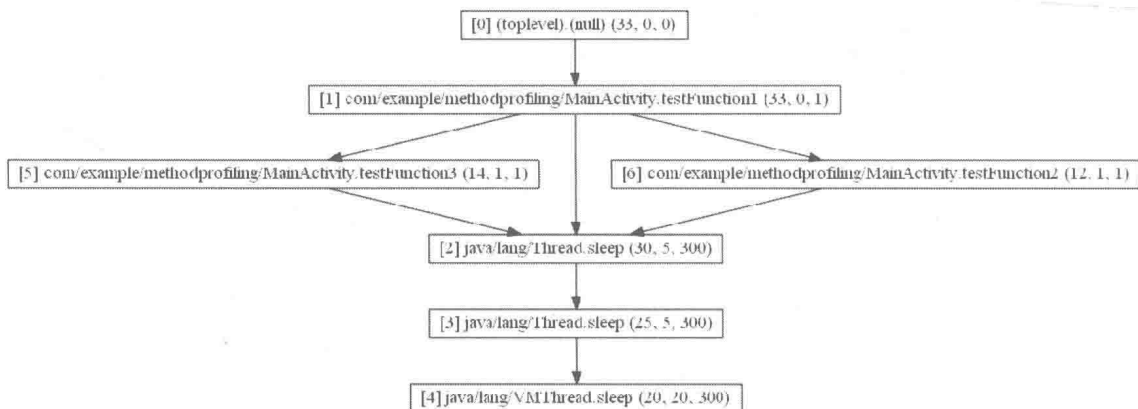 [0] (toplevel).(null) (33, 0, 0)
[1] com/example/methodprofiling/MainActivity.testFunction1 (33, 0, 1)
[5] com/example/methodprofiling/MainActivity.testFunction3 (14, 1, 1)
[6] com/example/methodprofiling/MainActivity.testFunction2 (12, 1, 1)
[2] java/lang/Thread.sleep (30, 5, 300)
[3] java/lang/Thread.sleep (25, 5, 300)
[4] java/lang/VMThread.sleep (20, 20, 300)